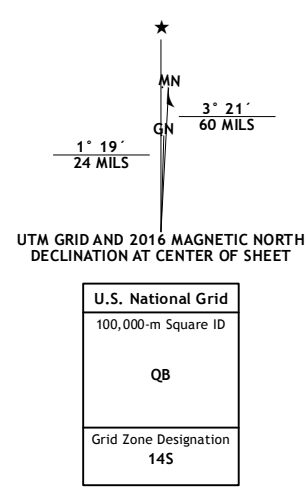 ★
MN
3° 21´
60 MILS
GN
1° 19´
24 MILS
UTM GRID AND 2016 MAGNETIC NORTH
DECLINATION AT CENTER OF SHEET
U.S. National Grid
100,000-m Square ID
QB
Grid Zone Designation
14S